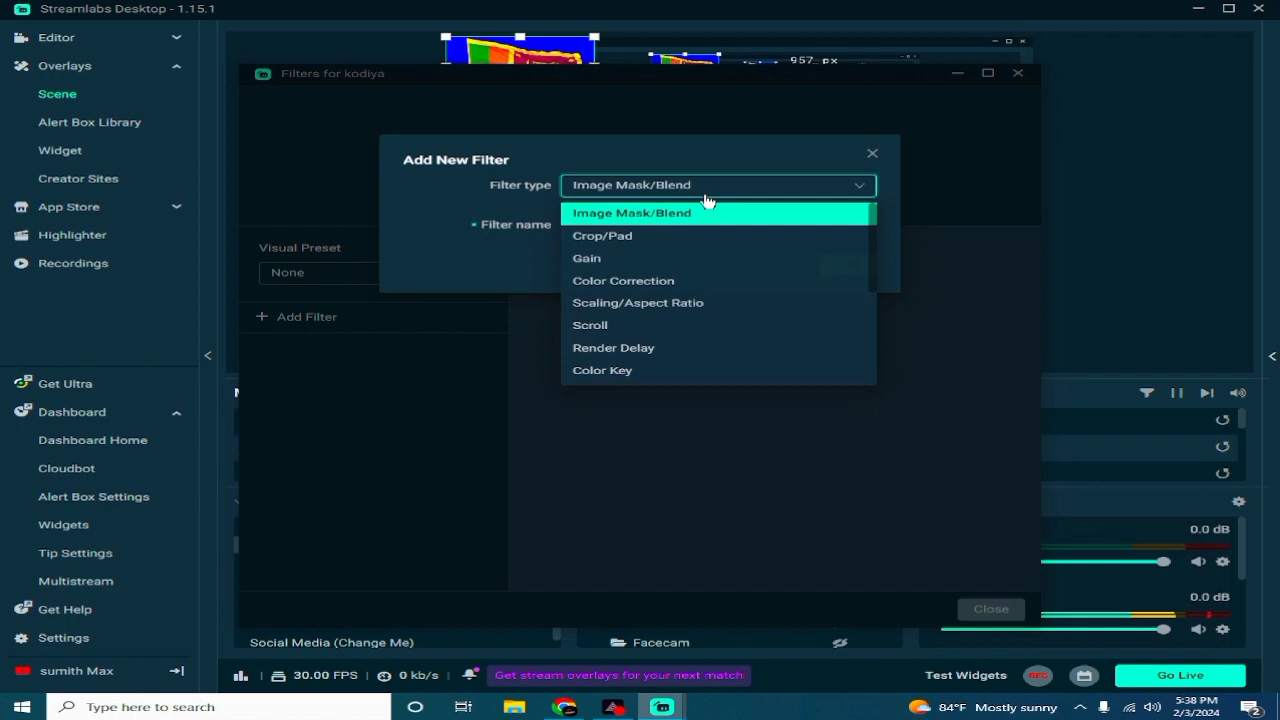 Streamlabs Desktop - 1.15.1
Editor
Overlays
Scene
Alert Box Library
Widget
Creator Sites
App Store
Highlighter
Recordings
Get Ultra
Dashboard
Dashboard Home
Cloudbot
Alert Box Settings
Widgets
Tip Settings
Multistream
Get Help
Settings
sumith Max
957 px
Filters for kodiya
Visual Preset
None
+ Add Filter
Add New Filter
Filter type
Image Mask/Blend
* Filter name
Image Mask/Blend
Crop/Pad
Gain
Color Correction
Scaling/Aspect Ratio
Scroll
Render Delay
Color Key
Close
0.0 dB
0.0 dB
Social Media (Change Me)
Facecam
30.00 FPS
0 kb/s
Get stream overlays for your next match
Test Widgets
REC
Go Live
Type here to search
84°F Mostly sunny
5:38 PM
2/3/2024
2